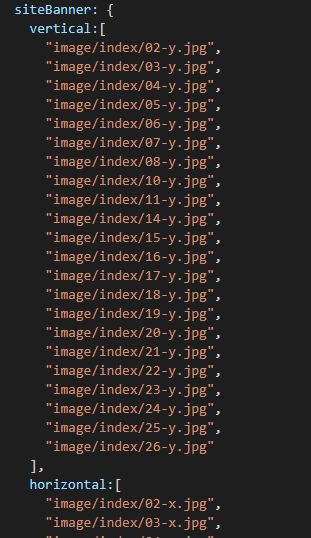 siteBanner: {
vertical:[
"image/index/02-y.jpg",
"image/index/03-y.jpg",
"image/index/04-y.jpg",
"image/index/05-y.jpg",
"image/index/06-y.jpg",
"image/index/07-y.jpg",
"image/index/08-y.jpg",
"image/index/10-y.jpg",
"image/index/11-y.jpg",
"image/index/14-y.jpg",
"image/index/15-y.jpg",
"image/index/16-y.jpg",
"image/index/17-y.jpg",
"image/index/18-y.jpg",
"image/index/19-y.jpg",
"image/index/20-y.jpg",
"image/index/21-y.jpg",
"image/index/22-y.jpg",
"image/index/23-y.jpg",
"image/index/24-y.jpg",
"image/index/25-y.jpg",
"image/index/26-y.jpg"
],
horizontal:[
"image/index/02-x.jpg",
"image/index/03-x.jpg",